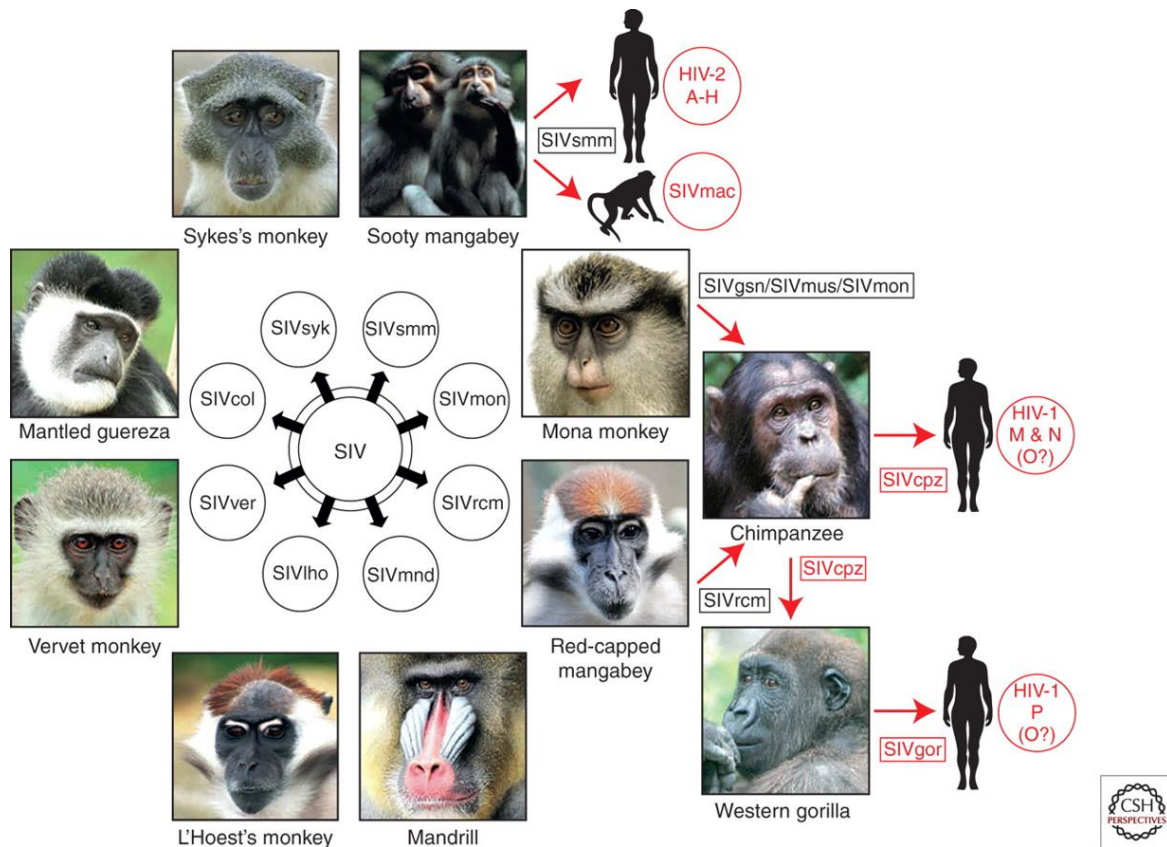 HIV-2
A-H
SIVsmm
SIVmac
Sykes's monkey
Sooty mangabey
SIVgsn/SIVmus/SIVmon
SIVsyk
SIVsmm
SIVcol
SIVmon
SIV
SIVver
SIVrcm
SIVlho
SIVmnd
Mantled guereza
Mona monkey
HIV-1
M & N
(O?)
SIVcpz
Chimpanzee
SIVcpz
SIVrcm
Vervet monkey
Red-capped
mangabey
HIV-1
P
(O?)
SIVgor
L'Hoest's monkey
Mandrill
Western gorilla
CSH
PERSPECTIVES